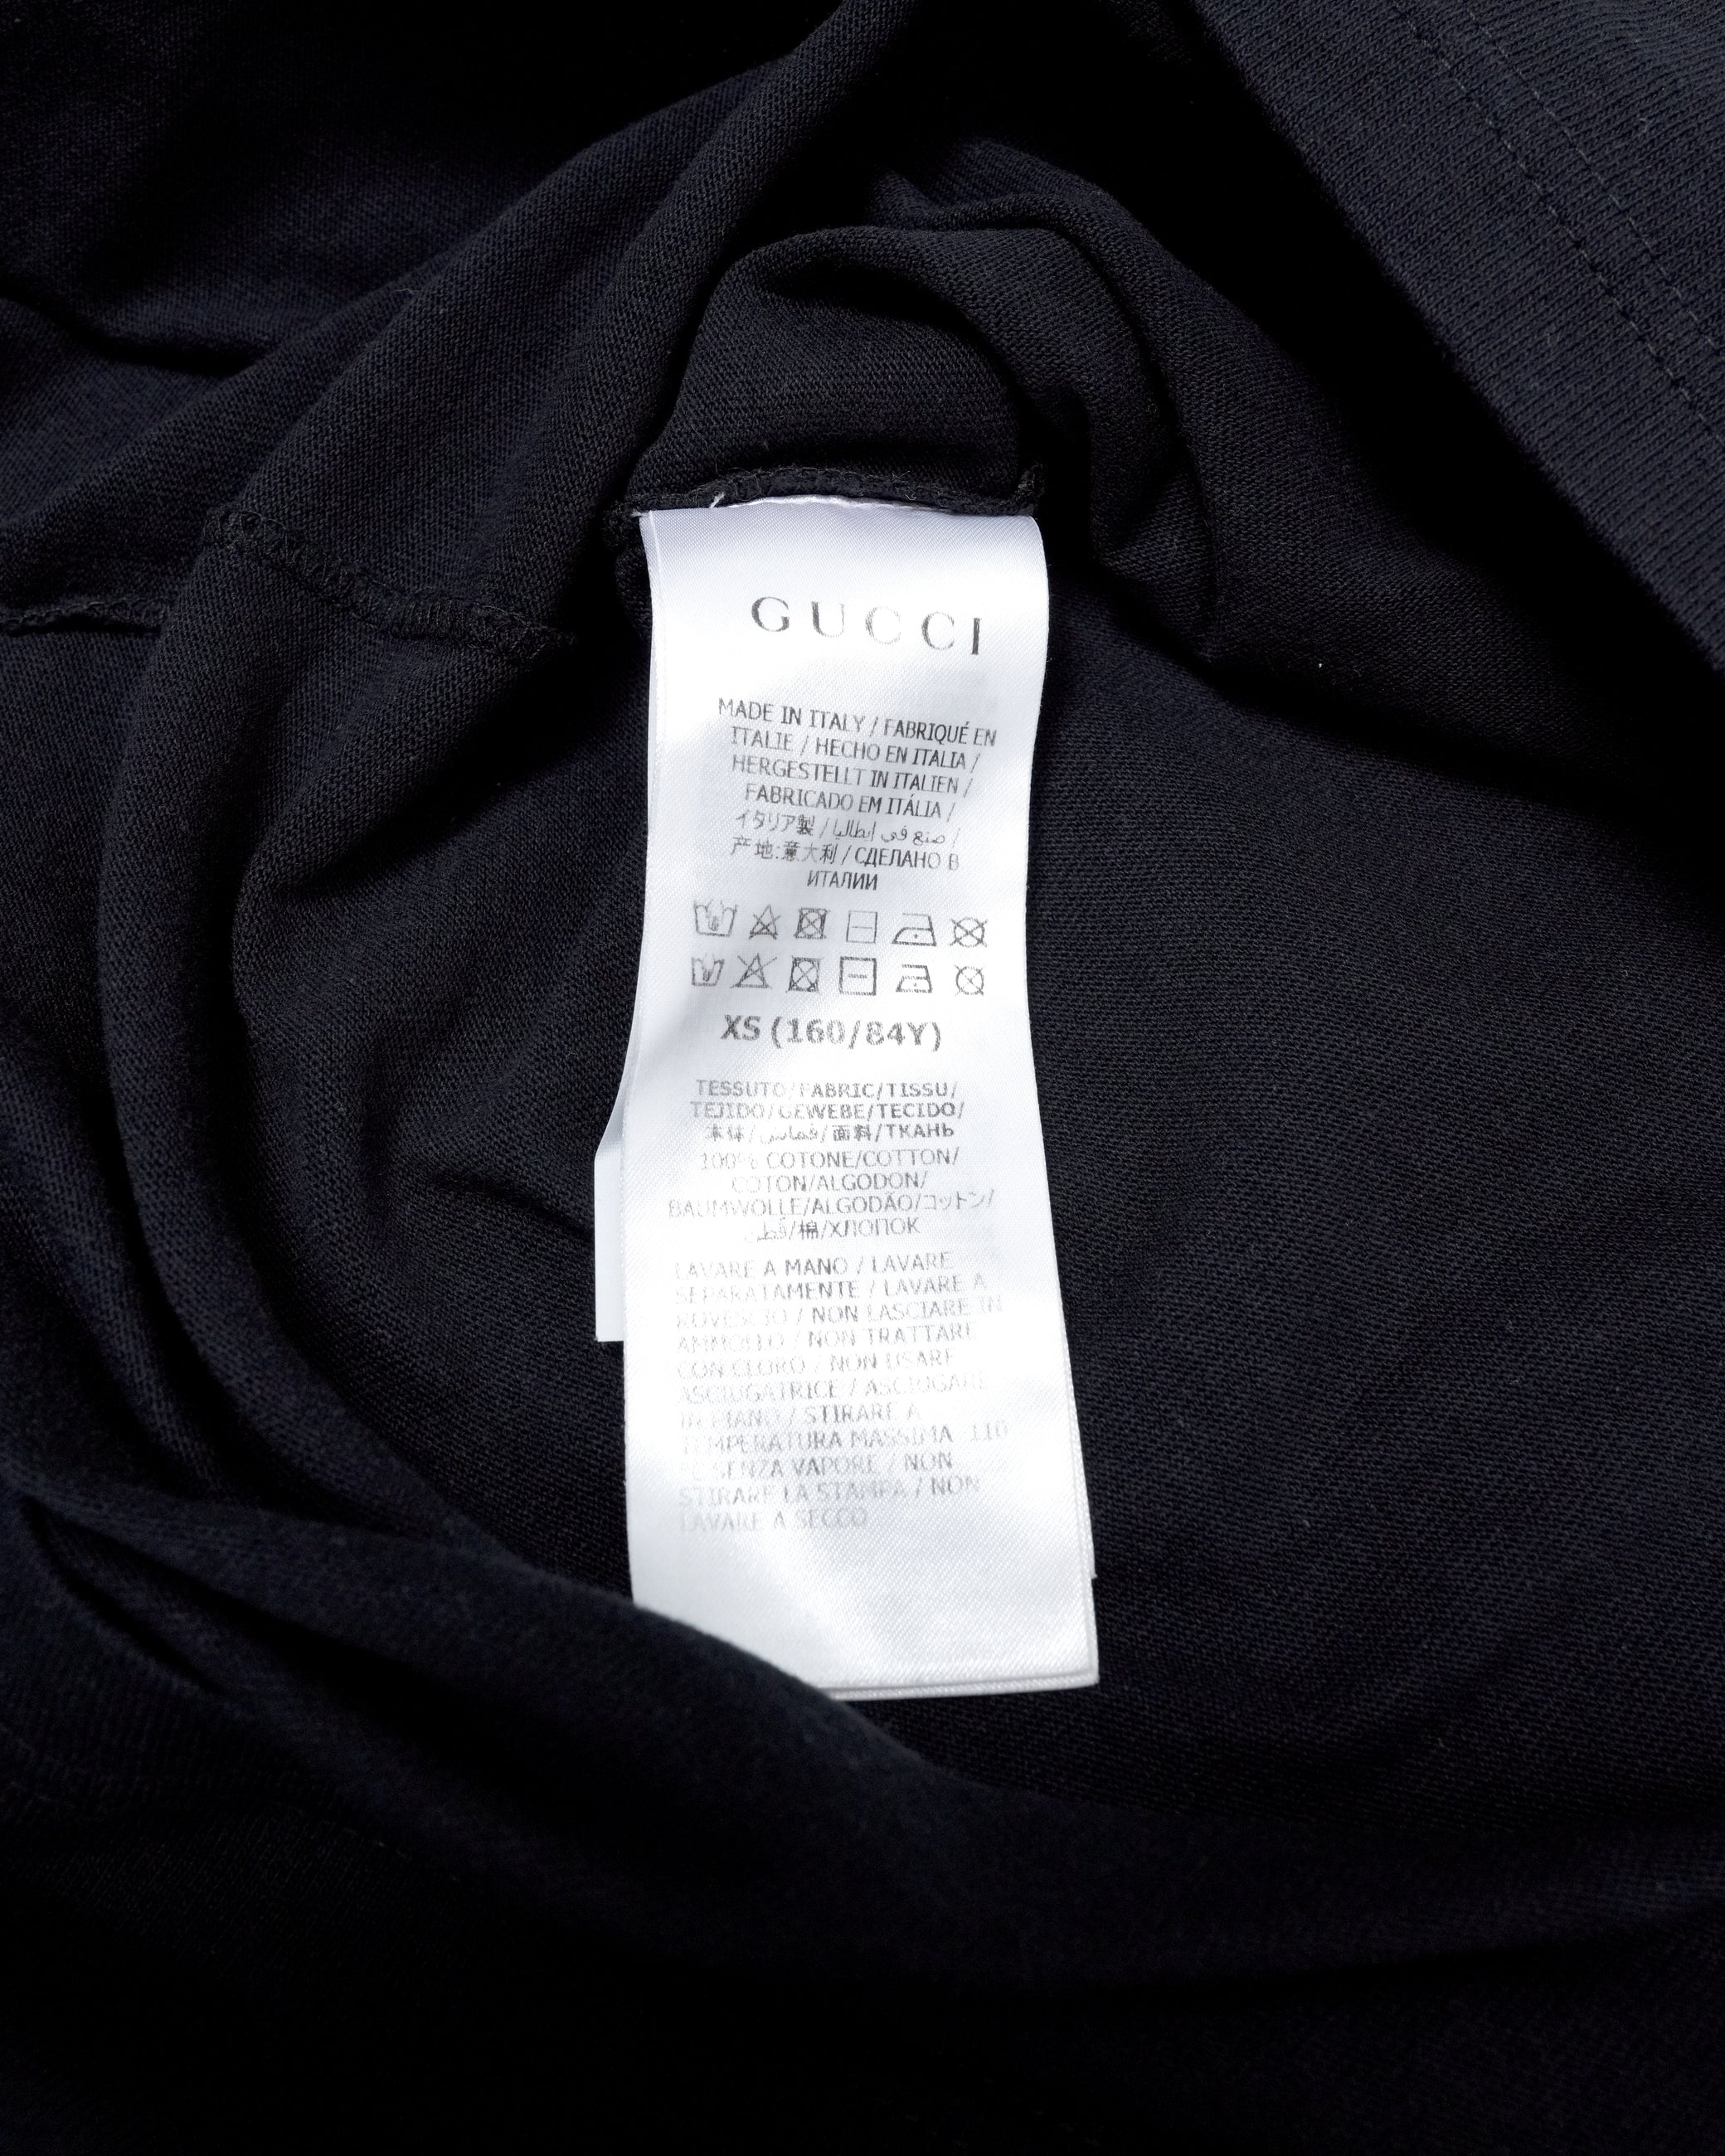 GUCCI
MADE IN ITALY / FABRIQUÉ EN
ITALIE / HECHO EN ITALIA /
HERGESTELLT IN ITALIEN /
FABRICADO EM ITÁLIA /
イタリア製 / صنع في إيطاليا /
产地:意大利 / СДЕЛАНО В
ИТАЛИИ
XS (160/84Y)
TESSUTO/FABRIC/TISSU/
TEJIDO/GEWEBE/TECIDO/
本体/قماس/面料/ТКАНЬ
100% COTONE/COTTON/
COTON/ALGODON/
BAUMWOLLE/ALGODÃO/コットン/
قطن/棉/ХЛОПОК
LAVARE A MANO / LAVARE
SEPARATAMENTE / LAVARE A
ROVESCIO / NON LASCIARE IN
AMMOLLO / NON TRATTARE
CON CLORO / NON USARE
ASCIUGATRICE / ASCIUGARE
IN PIANO / STIRARE A
TEMPERATURA MASSIMA 110
°C SENZA VAPORE / NON
STIRARE LA STAMPA / NON
LAVARE A SECCO